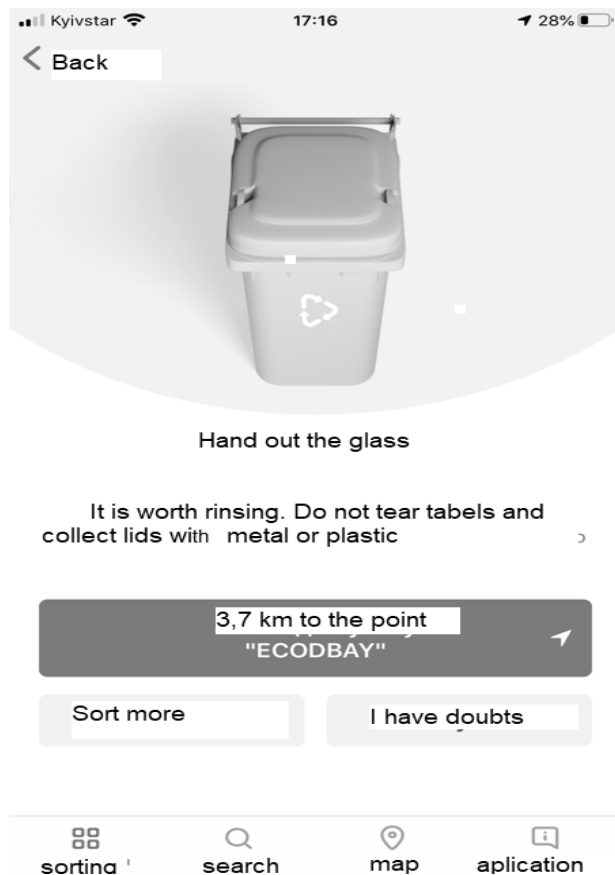 Kyivstar 17:16 28%
Back
Hand out the glass
It is worth rinsing. Do not tear tabels and
collect lids with metal or plastic
3,7 km to the point
"ECODBAY"
Sort more I have doubts
sorting search map aplication